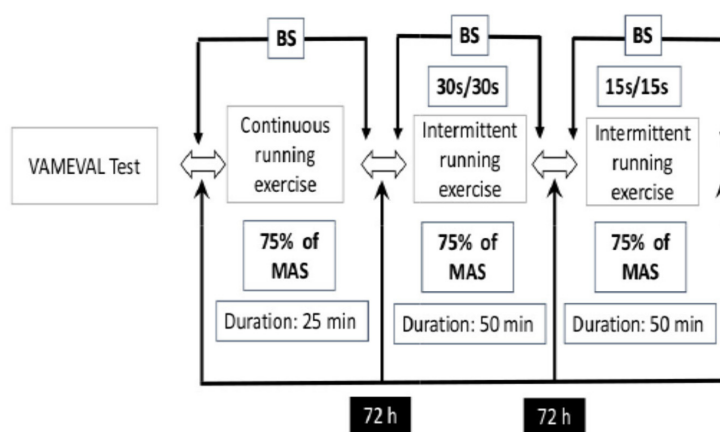 BS
BS
BS
30s/30s
15s/15s
VAMEVAL Test
Continuous
running
exercise
Intermittent
running
exercise
Intermittent
running
exercise
75% of
MAS
75% of
MAS
75% of
MAS
Duration: 25 min
Duration: 50 min
Duration: 50 min
72 h
72 h